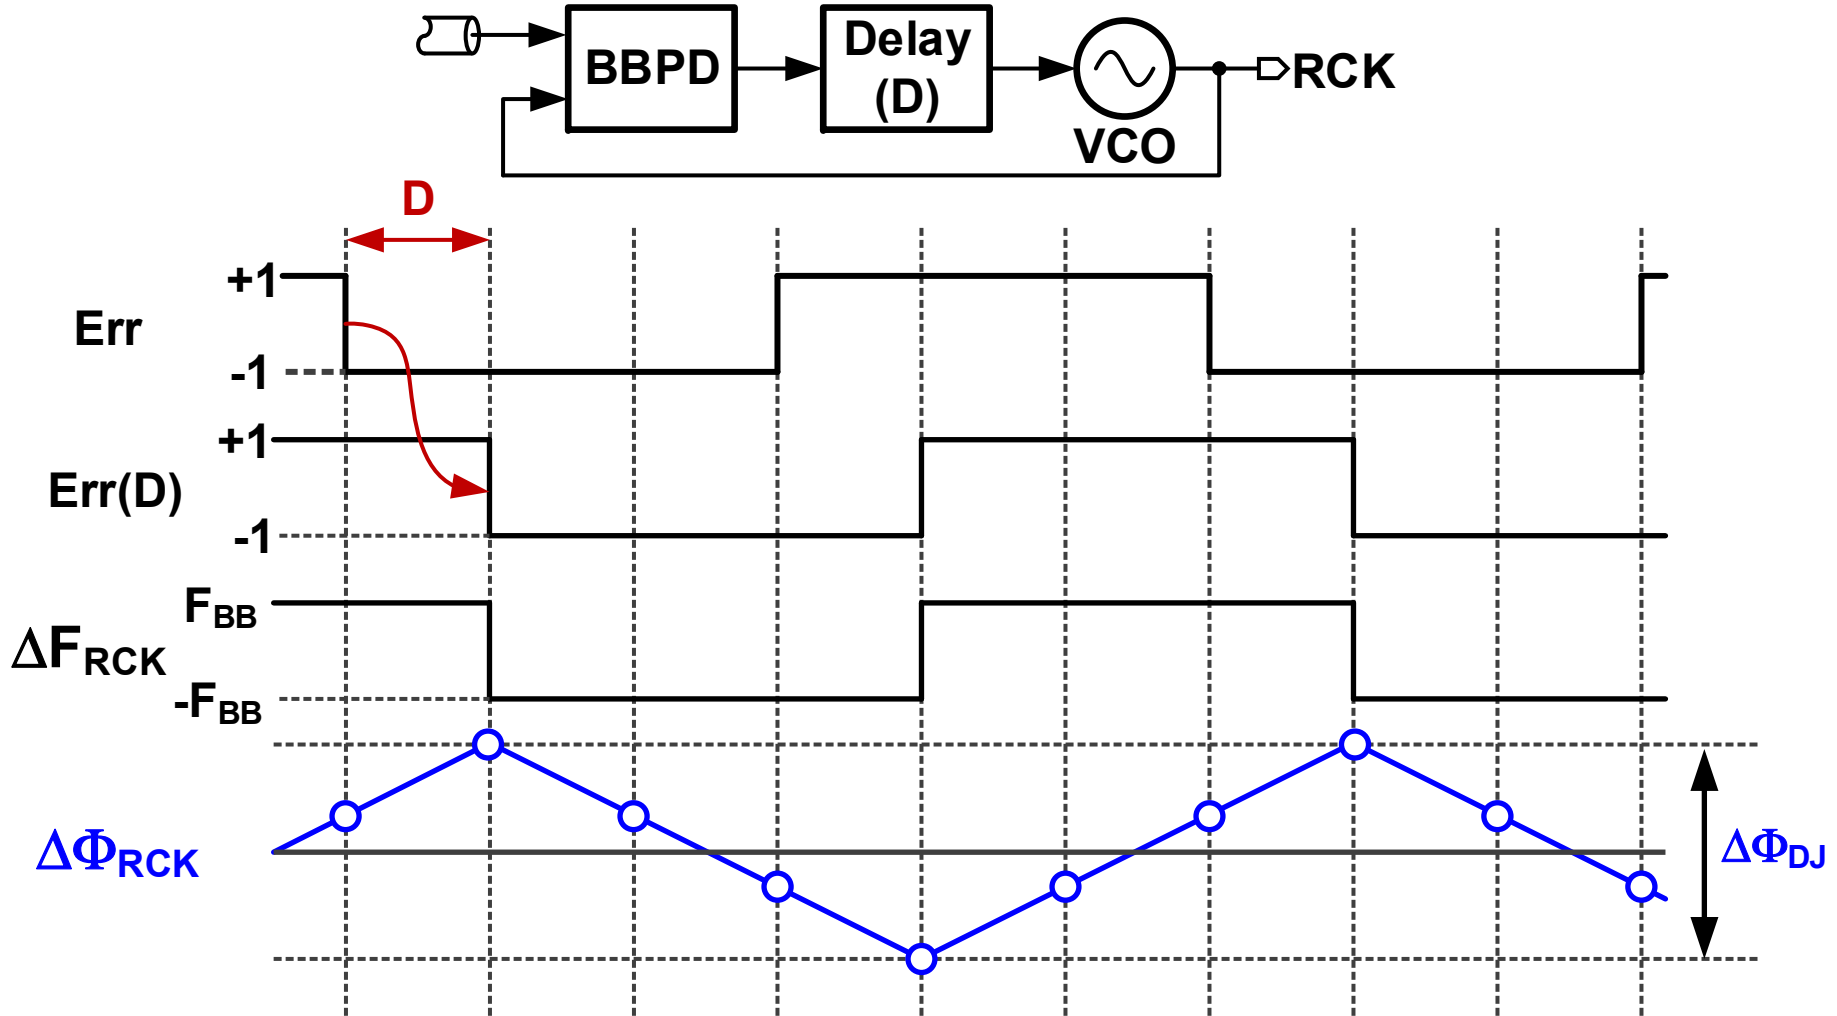 BBPD
Delay
(D)
VCO
RCK
D
+1
Err
-1
+1
Err(D)
-1
F_BB
ΔF_RCK
-F_BB
ΔΦ_RCK
ΔΦ_DJ